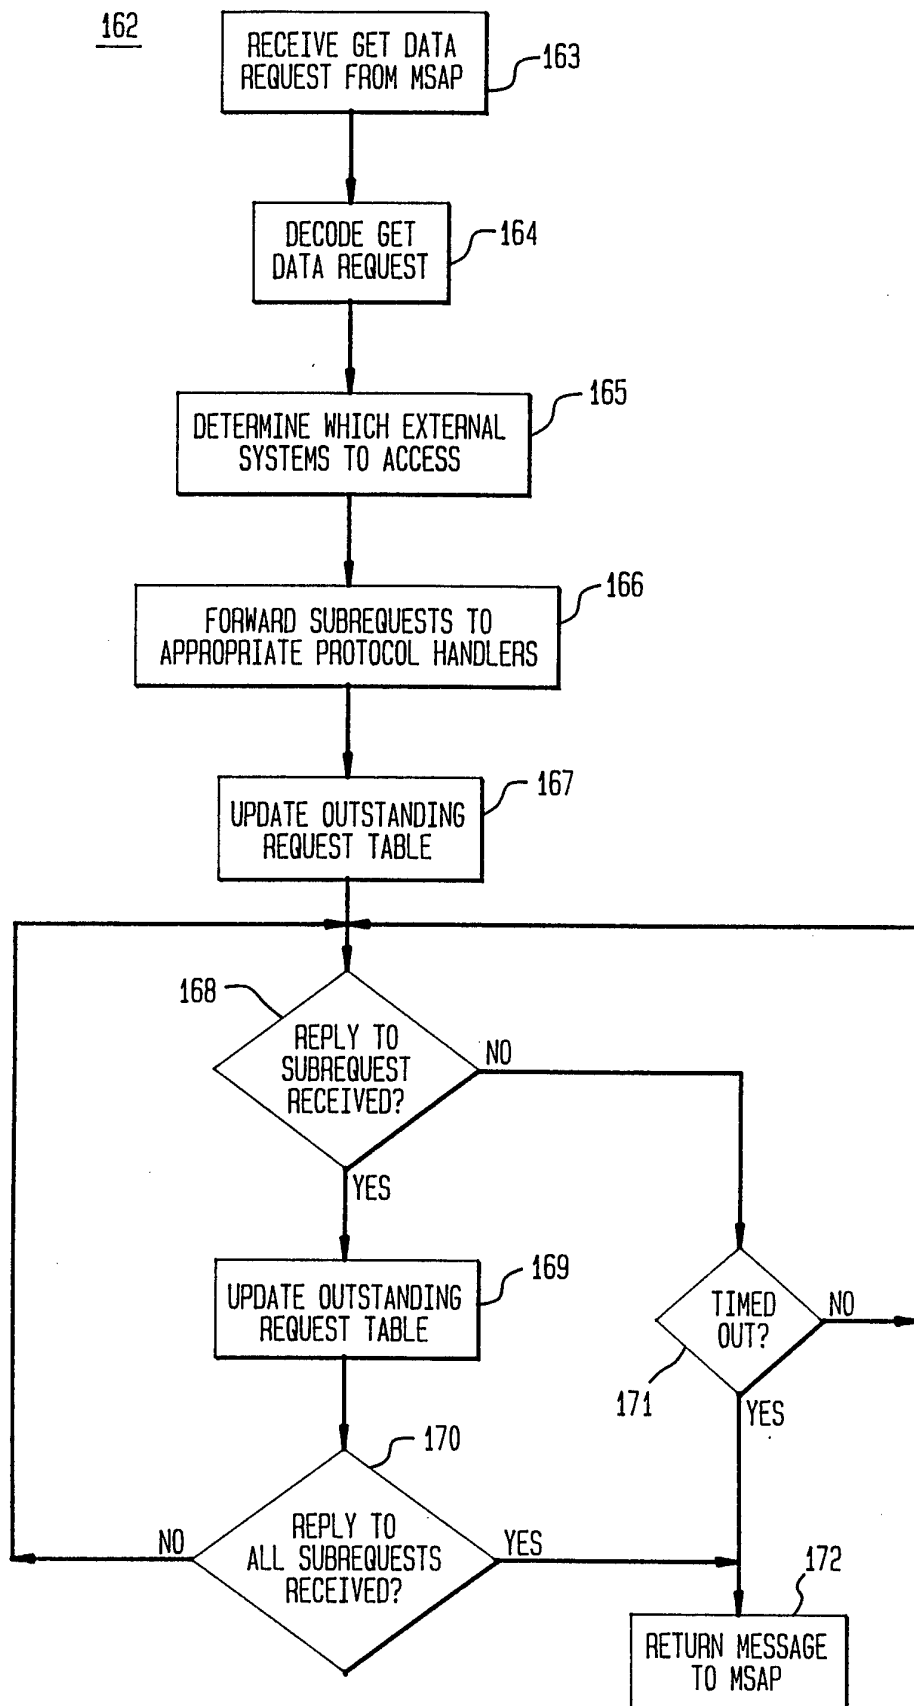 162
RECEIVE GET DATA
REQUEST FROM MSAP
163
DECODE GET
DATA REQUEST
164
DETERMINE WHICH EXTERNAL
SYSTEMS TO ACCESS
165
FORWARD SUBREQUESTS TO
APPROPRIATE PROTOCOL HANDLERS
166
UPDATE OUTSTANDING
REQUEST TABLE
167
168
REPLY TO
SUBREQUEST
RECEIVED?
NO
YES
UPDATE OUTSTANDING
REQUEST TABLE
169
TIMED
OUT?
NO
171
YES
170
REPLY TO
ALL SUBREQUESTS
RECEIVED?
NO
YES
172
RETURN MESSAGE
TO MSAP